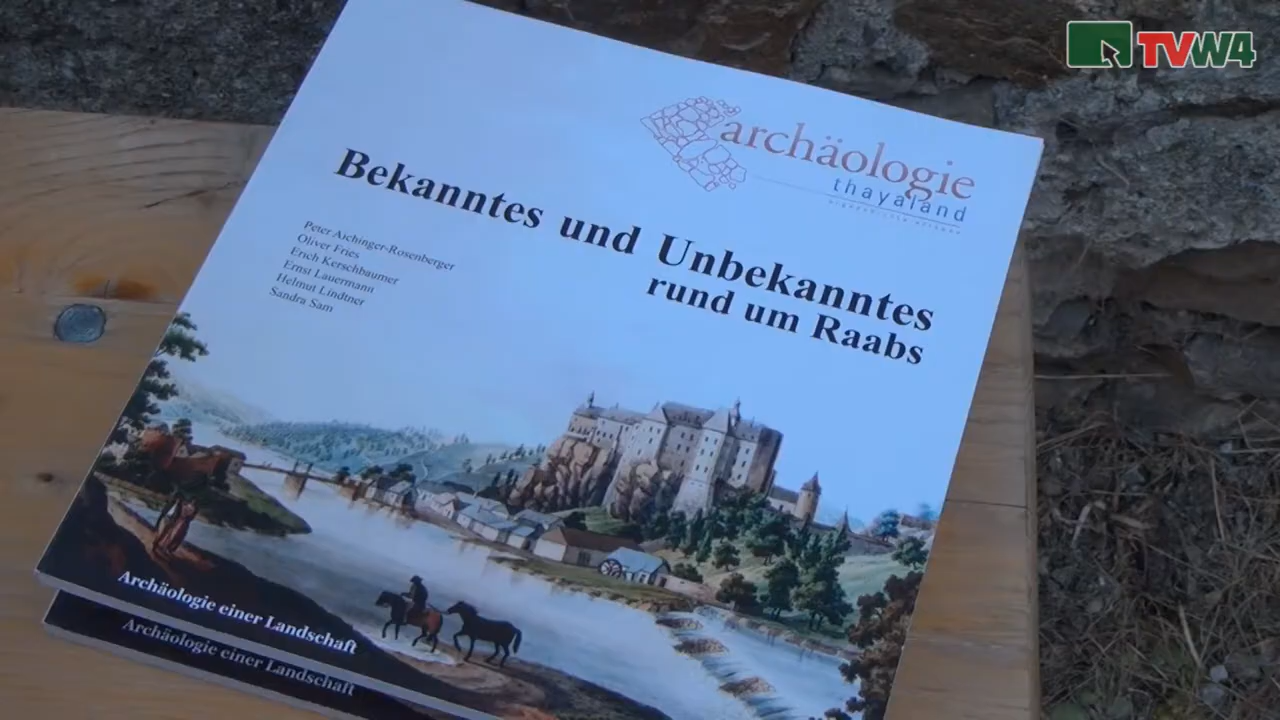 TVW4
archäologie
thayaland
Bekanntes und Unbekanntes
rund um Raabs
Peter Aichinger-Rosenberger
Oliver Fries
Erich Kerschbaumer
Ernst Lauermann
Helmut Lindtner
Sandra Sam
Archäologie einer Landschaft
Archäologie einer Landschaft